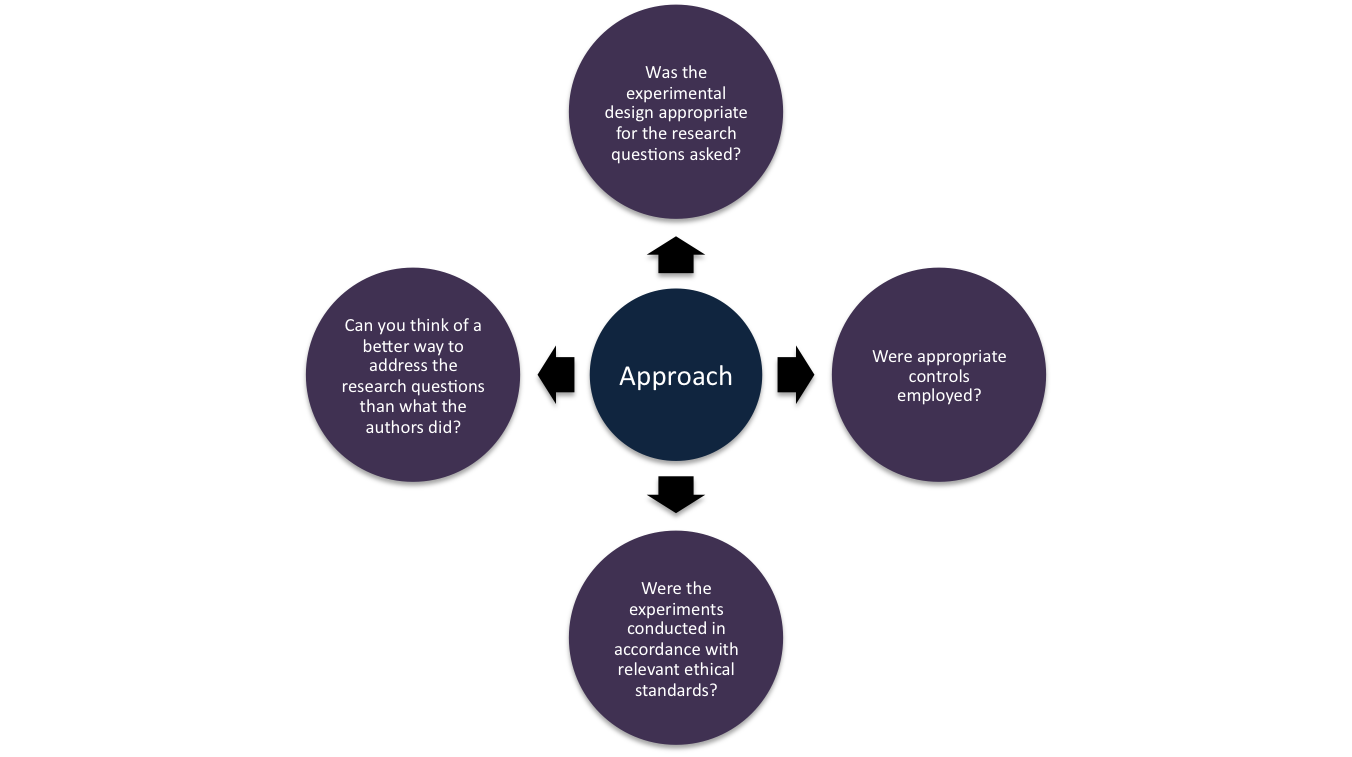 Was the
experimental
design appropriate
for the research
questions asked?
Can you think of a
better way to
address the
research questions
than what the
authors did?
Approach
Were appropriate
controls
employed?
Were the
experiments
conducted in
accordance with
relevant ethical
standards?